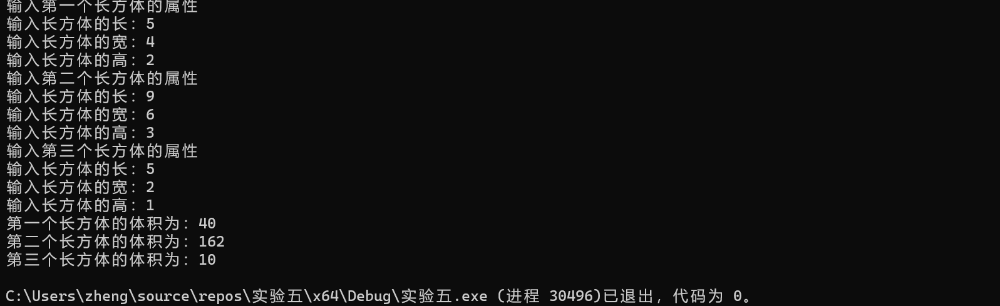 输入第一个长方体的属性
输入长方体的长：5
输入长方体的宽：4
输入长方体的高：2
输入第二个长方体的属性
输入长方体的长：9
输入长方体的宽：6
输入长方体的高：3
输入第三个长方体的属性
输入长方体的长：5
输入长方体的宽：2
输入长方体的高：1
第一个长方体的体积为：40
第二个长方体的体积为：162
第三个长方体的体积为：10
C:\Users\zheng\source\repos\实验五\x64\Debug\实验五.exe (进程 30496)已退出，代码为 0。